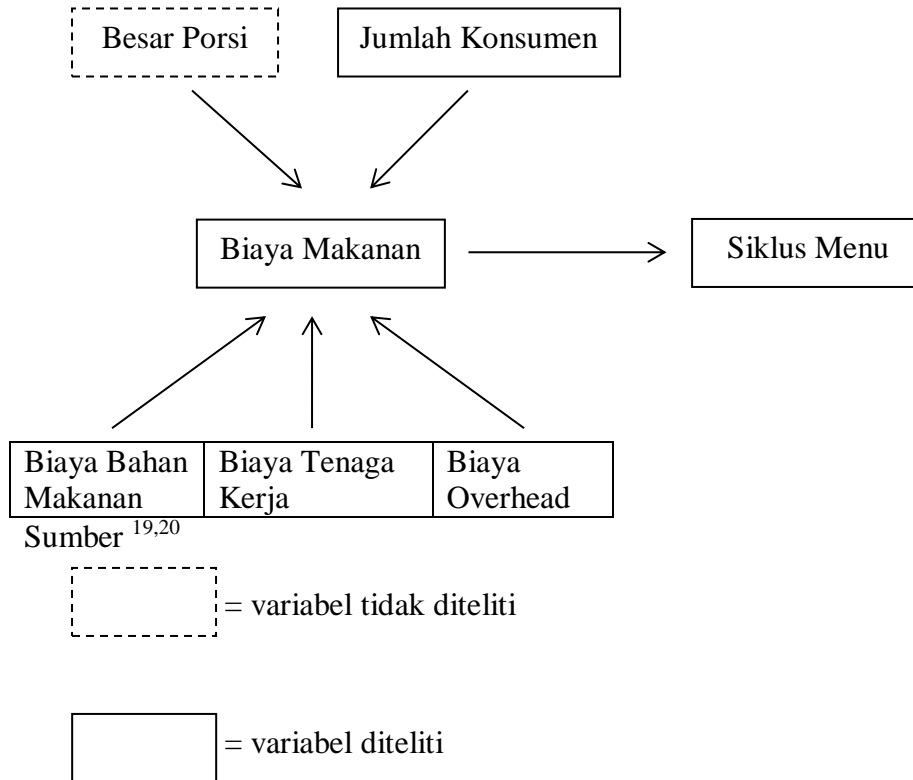 Besar Porsi
Jumlah Konsumen
Biaya Makanan
Siklus Menu
Biaya Bahan
Makanan
Biaya Tenaga
Kerja
Biaya
Overhead
Sumber 19,20
= variabel tidak diteliti
= variabel diteliti